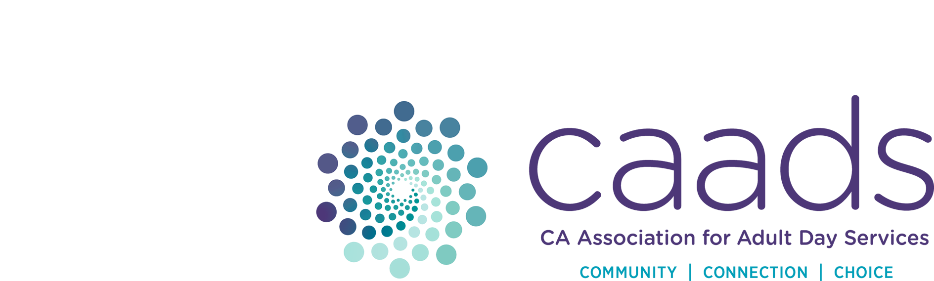 caads
CA Association for Adult Day Services
COMMUNITY | CONNECTION | CHOICE